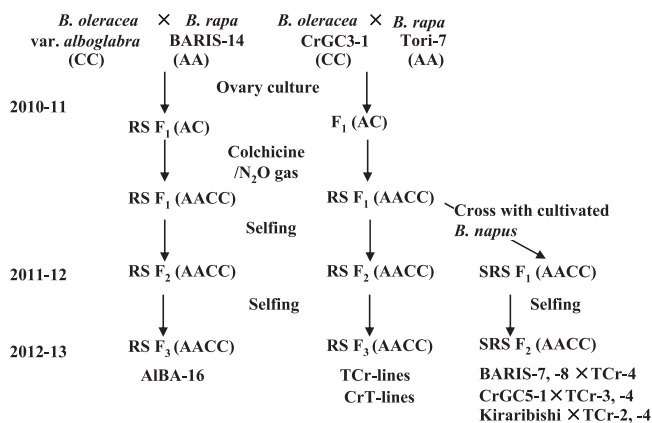 B. oleracea × B. rapa B. oleracea × B. rapa
var. alboglabra BARIS-14 CrGC3-1 Tori-7
(CC) (AA) (CC) (AA)
Ovary culture
2010-11
RS F₁ (AC) F₁ (AC)
Colchicine
/N₂O gas
RS F₁ (AACC) RS F₁ (AACC)
Cross with cultivated
B. napus
Selfing
2011-12 RS F₂ (AACC) RS F₂ (AACC) SRS F₁ (AACC)
Selfing Selfing
2012-13 RS F₃ (AACC) RS F₃ (AACC) SRS F₂ (AACC)
AlBA-16 TCr-lines BARIS-7, -8 ×TCr-4
CrT-lines CrGC5-1×TCr-3, -4
Kiraribishi ×TCr-2, -4